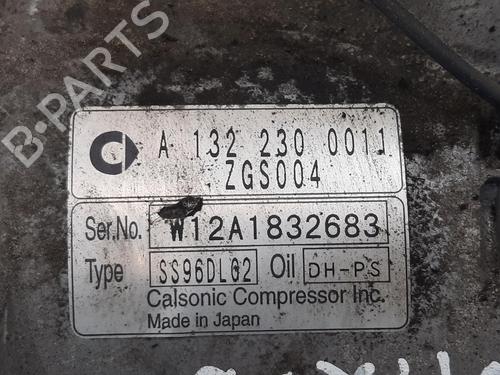 B-PARTS
A 132 230 0011
ZGS004
Ser.No. W12A1832683
Type SS96DL02 Oil DH-PS
Calsonic Compressor Inc.
Made in Japan